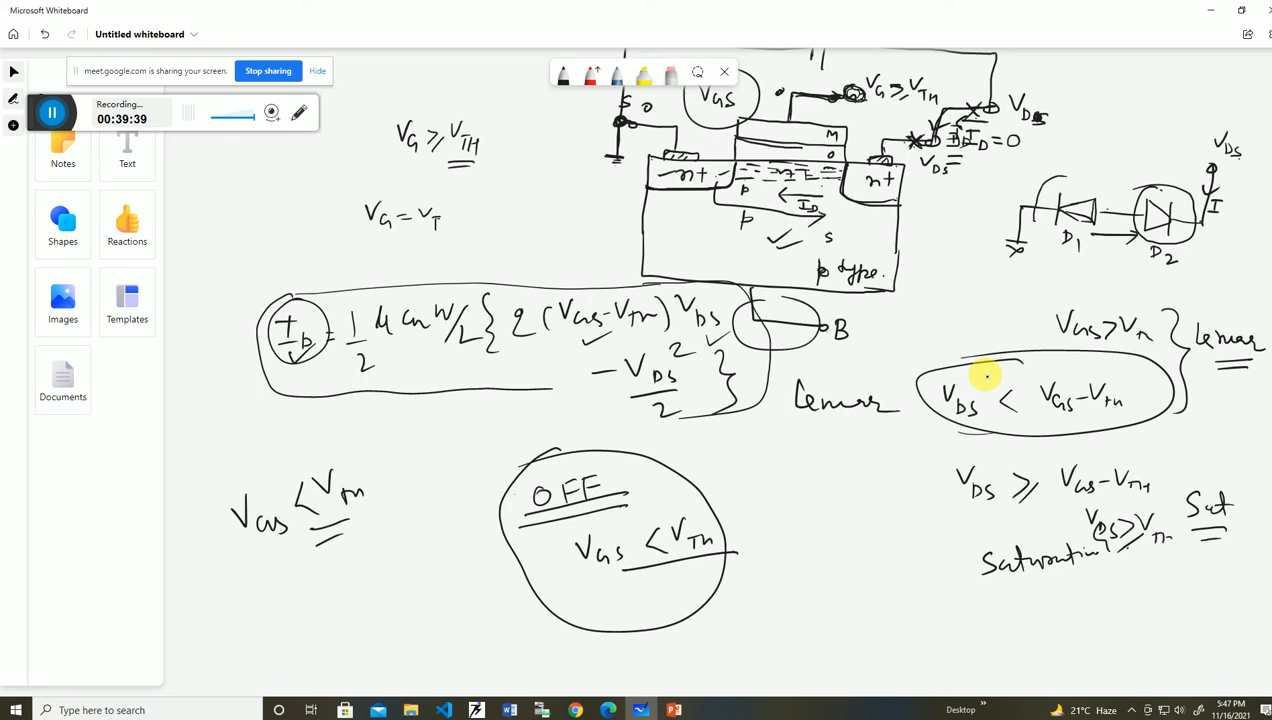 Microsoft Whiteboard
Untitled whiteboard
meet.google.com is sharing your screen.
Stop sharing
Hide
Recording...
00:39:39
Notes
Text
Shapes
Reactions
Images
Templates
Documents
VG ≥ VTH
VG = VT
S
VGS
VG ≥ VTH
VDS
ID = 0
VDS
M
O
n+
n+
p
ID
p
S
p type.
B
VDS
I
D1
D2
ID = 1/2 μ Cox W/L { 2 (VGS-VTH) VDS
- VDS²/2 }
Linear
VGS > VTH
Linear
VDS < VGS-VTH
VGS < VTH
OFF
VGS < VTH
VDS ≥ VGS-VTH
VGS ≥ VTH
Sat
Saturation
Type here to search
Desktop
»
21°C Haze
5:47 PM
11/16/2021